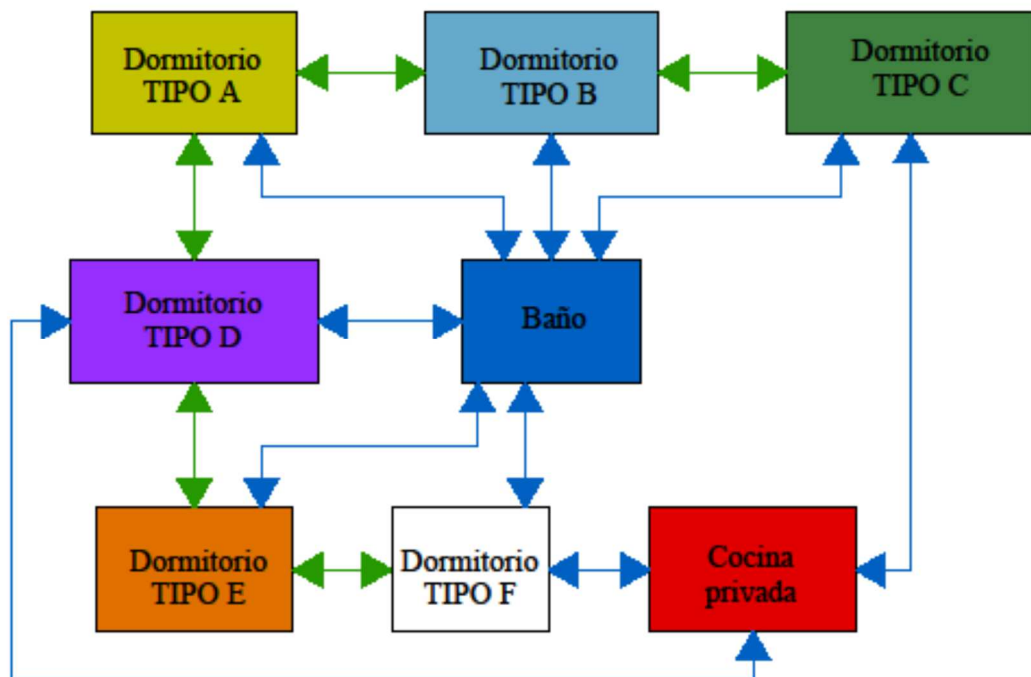 Dormitorio
TIPO A
Dormitorio
TIPO B
Dormitorio
TIPO C
Dormitorio
TIPO D
Baño
Dormitorio
TIPO E
Dormitorio
TIPO F
Cocina
privada